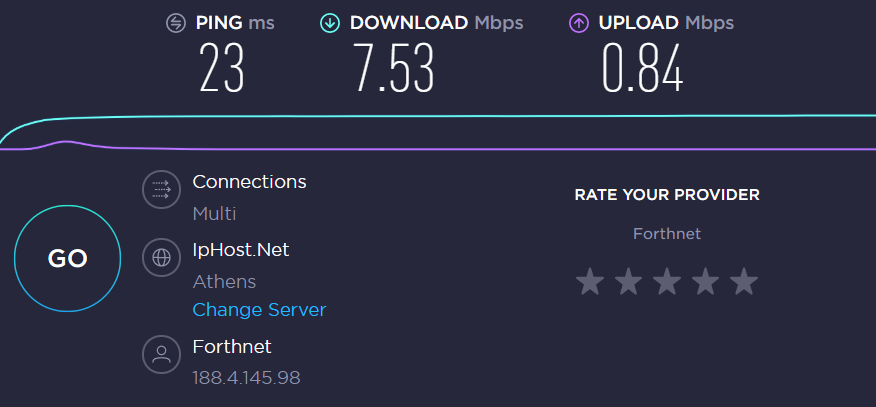 PING ms
DOWNLOAD Mbps
UPLOAD Mbps
23
7.53
0.84
GO
Connections
Multi
IpHost.Net
Athens
Change Server
Forthnet
188.4.145.98
RATE YOUR PROVIDER
Forthnet